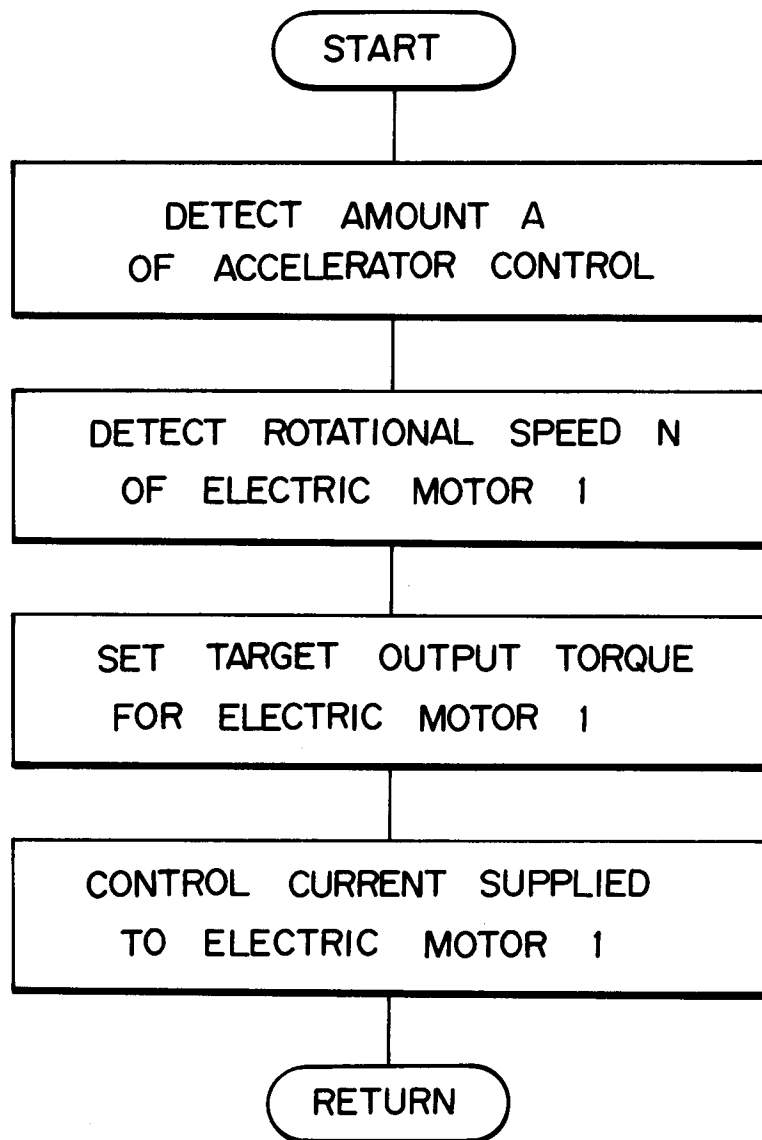 START
DETECT AMOUNT A
OF ACCELERATOR CONTROL
DETECT ROTATIONAL SPEED N
OF ELECTRIC MOTOR 1
SET TARGET OUTPUT TORQUE
FOR ELECTRIC MOTOR 1
CONTROL CURRENT SUPPLIED
TO ELECTRIC MOTOR 1
RETURN